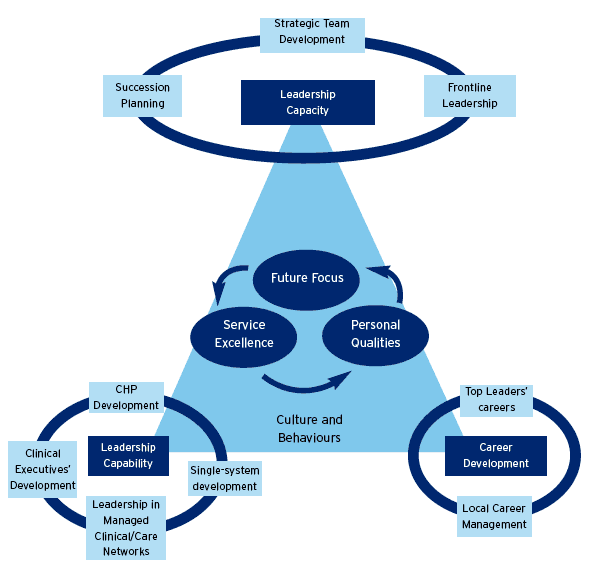 Strategic Team
Development
Succession
Planning
Leadership
Capacity
Frontline
Leadership
Future Focus
Service
Excellence
Personal
Qualities
Culture and
Behaviours
CHP
Development
Clinical
Executives'
Development
Leadership
Capability
Single-system
development
Leadership in
Managed
Clinical/Care
Networks
Top Leaders'
careers
Career
Development
Local Career
Management